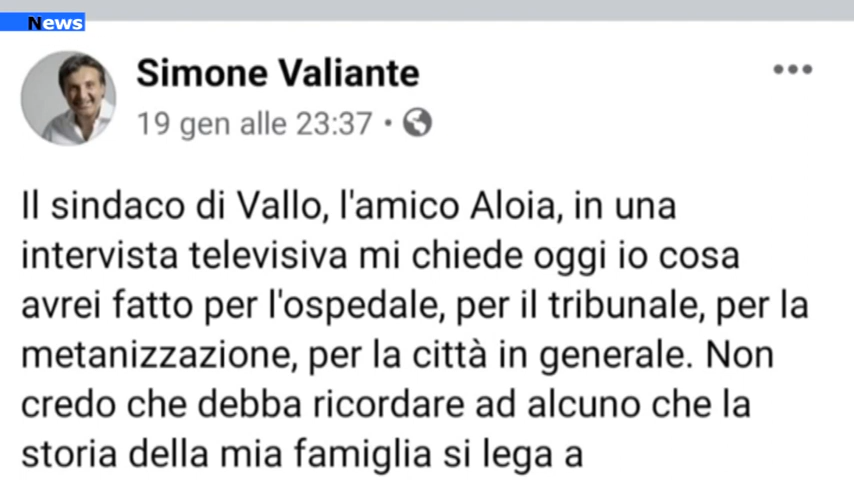 News
Simone Valiante
19 gen alle 23:37 •
Il sindaco di Vallo, l'amico Aloia, in una
intervista televisiva mi chiede oggi io cosa
avrei fatto per l'ospedale, per il tribunale, per la
metanizzazione, per la città in generale. Non
credo che debba ricordare ad alcuno che la
storia della mia famiglia si lega a